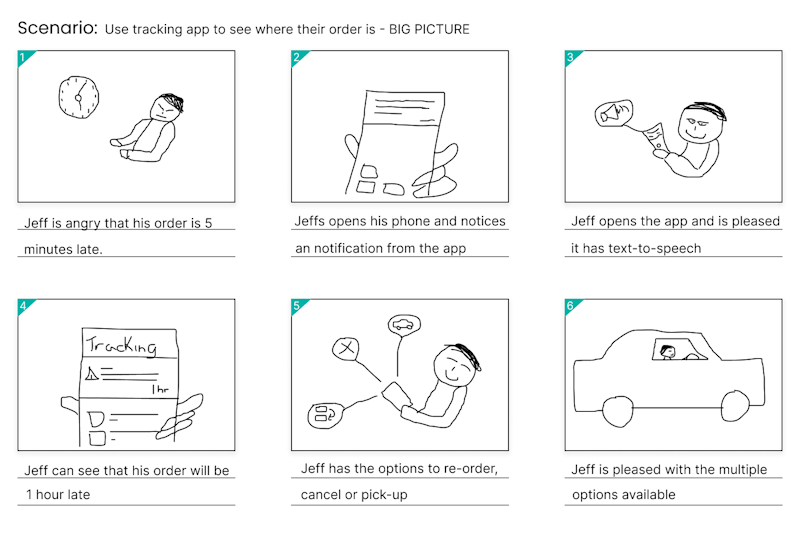 Scenario: Use tracking app to see where their order is - BIG PICTURE
1
Jeff is angry that his order is 5
minutes late.
2
Jeffs opens his phone and notices
an notification from the app
3
Jeff opens the app and is pleased
it has text-to-speech
4
Tracking
1hr
Jeff can see that his order will be
1 hour late
5
Jeff has the options to re-order,
cancel or pick-up
6
Jeff is pleased with the multiple
options available